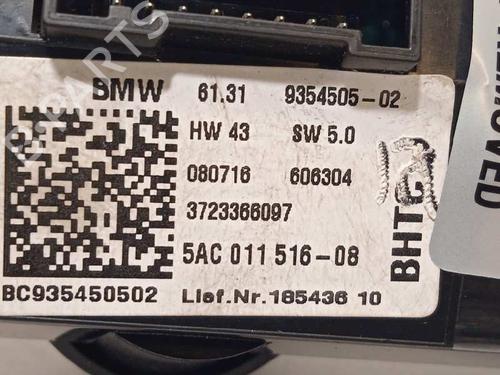 BMW 61.31 9354505-02
HW 43 SW 5.0
080716 606304
3723366097
5AC 011 516-08
BC935450502 Lief.Nr.185436 10
BHTC
B-PARTS